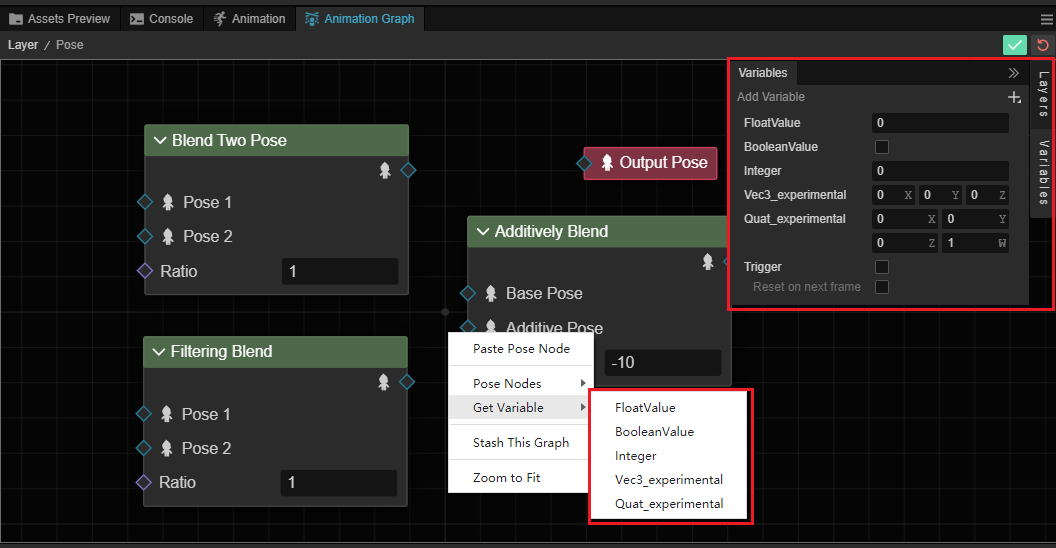 Assets Preview Console Animation Animation Graph
Layer / Pose
Variables
Add Variable
FloatValue 0
BooleanValue
Integer 0
Vec3_experimental 0 X 0 Y 0 Z
Quat_experimental 0 X 0 Y
0 Z 1 W
Trigger
Reset on next frame
Layers
Variables
Blend Two Pose
Pose 1
Pose 2
Ratio 1
Output Pose
Additively Blend
Base Pose
Additive Pose
-10
Filtering Blend
Pose 1
Pose 2
Ratio 1
Paste Pose Node
Pose Nodes
Get Variable
Stash This Graph
Zoom to Fit
FloatValue
BooleanValue
Integer
Vec3_experimental
Quat_experimental